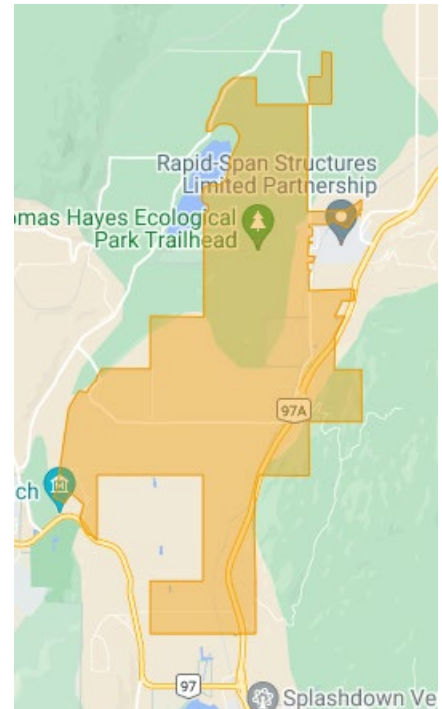 Rapid-Span Structures
Limited Partnership
omas Hayes Ecological
Park Trailhead
97A
ch
97
Splashdown Ve